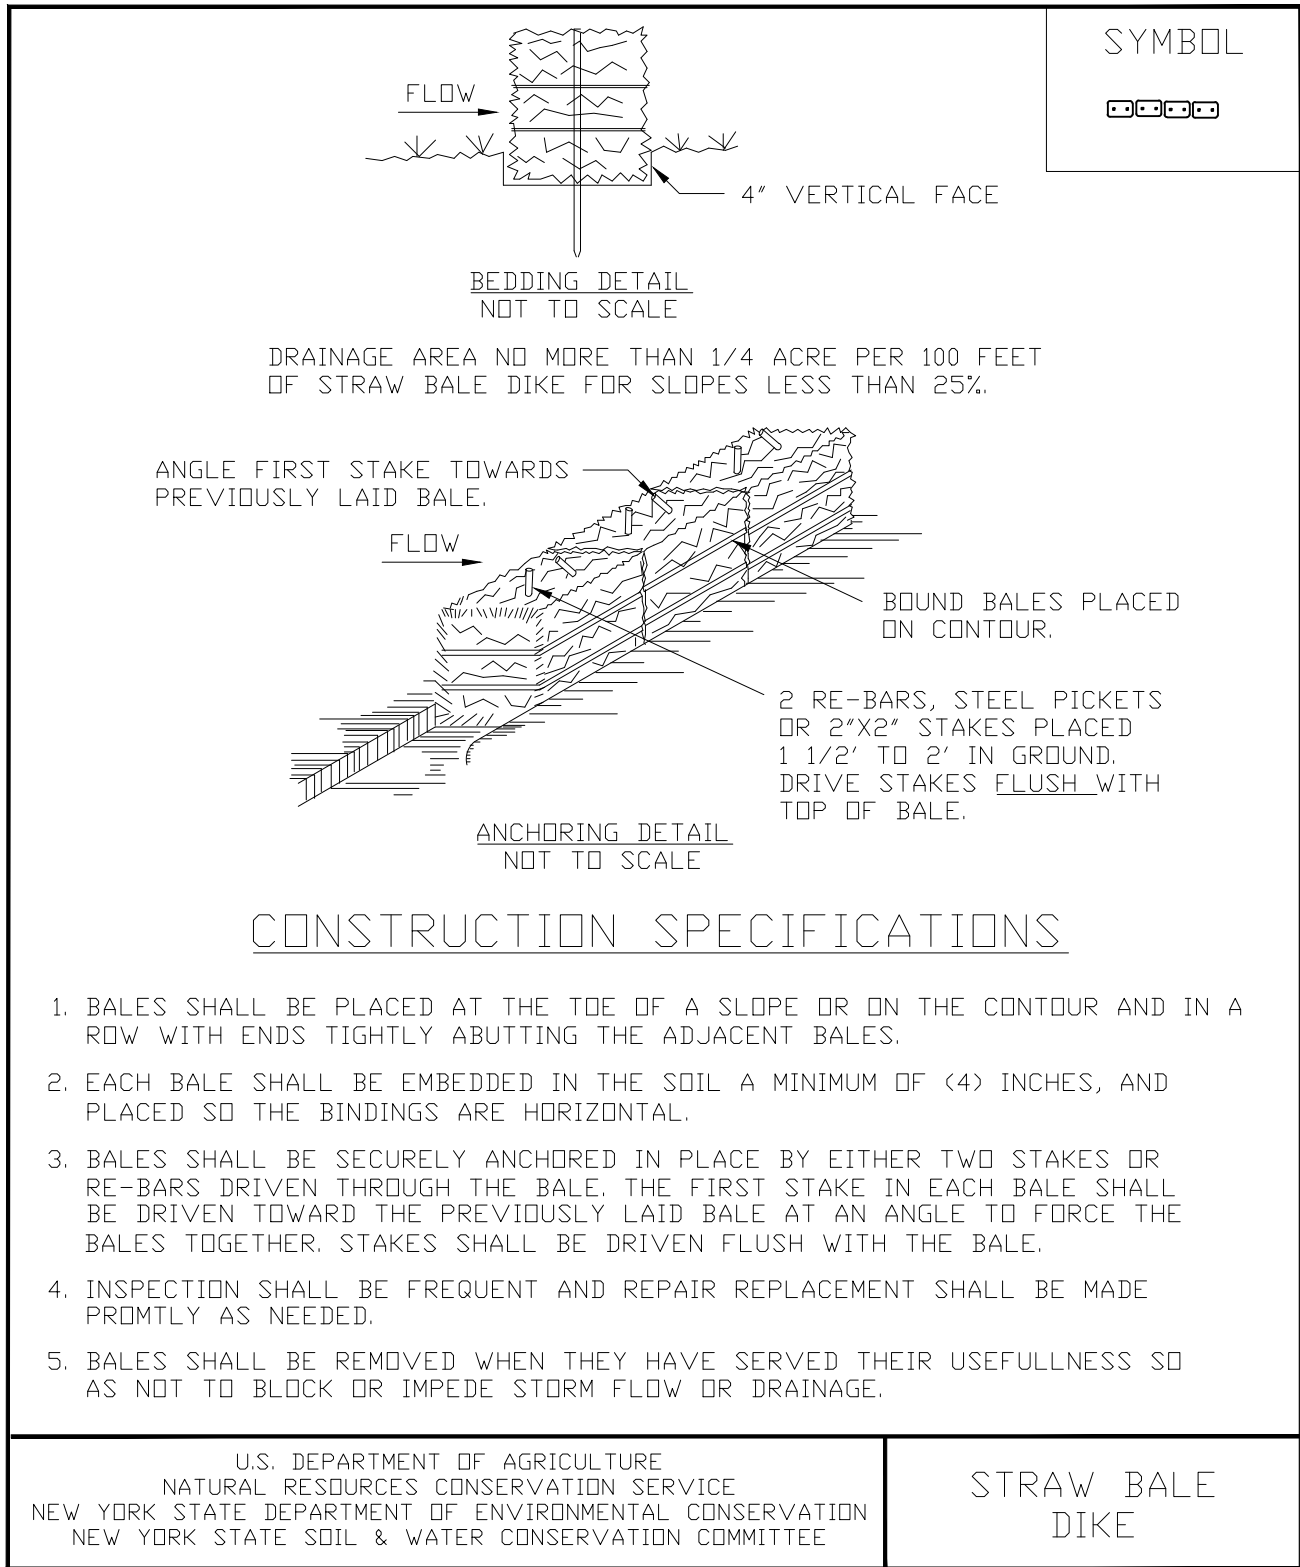 SYMBOL
FLOW
4" VERTICAL FACE
BEDDING DETAIL
NOT TO SCALE
DRAINAGE AREA NO MORE THAN 1/4 ACRE PER 100 FEET
OF STRAW BALE DIKE FOR SLOPES LESS THAN 25%.
ANGLE FIRST STAKE TOWARDS
PREVIOUSLY LAID BALE.
FLOW
BOUND BALES PLACED
ON CONTOUR.
2 RE-BARS, STEEL PICKETS
OR 2"X2" STAKES PLACED
1 1/2' TO 2' IN GROUND.
DRIVE STAKES FLUSH WITH
TOP OF BALE.
ANCHORING DETAIL
NOT TO SCALE
CONSTRUCTION SPECIFICATIONS
1. BALES SHALL BE PLACED AT THE TOE OF A SLOPE OR ON THE CONTOUR AND IN A
ROW WITH ENDS TIGHTLY ABUTTING THE ADJACENT BALES.
2. EACH BALE SHALL BE EMBEDDED IN THE SOIL A MINIMUM OF (4) INCHES, AND
PLACED SO THE BINDINGS ARE HORIZONTAL.
3. BALES SHALL BE SECURELY ANCHORED IN PLACE BY EITHER TWO STAKES OR
RE-BARS DRIVEN THROUGH THE BALE. THE FIRST STAKE IN EACH BALE SHALL
BE DRIVEN TOWARD THE PREVIOUSLY LAID BALE AT AN ANGLE TO FORCE THE
BALES TOGETHER. STAKES SHALL BE DRIVEN FLUSH WITH THE BALE.
4. INSPECTION SHALL BE FREQUENT AND REPAIR REPLACEMENT SHALL BE MADE
PROMTLY AS NEEDED.
5. BALES SHALL BE REMOVED WHEN THEY HAVE SERVED THEIR USEFULLNESS SO
AS NOT TO BLOCK OR IMPEDE STORM FLOW OR DRAINAGE.
U.S. DEPARTMENT OF AGRICULTURE
NATURAL RESOURCES CONSERVATION SERVICE
NEW YORK STATE DEPARTMENT OF ENVIRONMENTAL CONSERVATION
NEW YORK STATE SOIL & WATER CONSERVATION COMMITTEE
STRAW BALE
DIKE